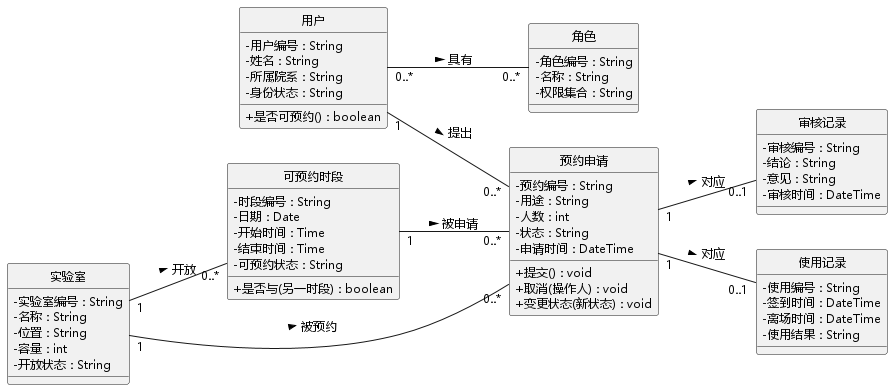 用户
-用户编号 : String
-姓名 : String
-所属院系 : String
-身份状态 : String
+是否可预约() : boolean
角色
-角色编号 : String
-名称 : String
-权限集合 : String
具有
0..*
0..*
提出
1
0..*
可预约时段
-时段编号 : String
-日期 : Date
-开始时间 : Time
-结束时间 : Time
-可预约状态 : String
+是否与(另一时段) : boolean
预约申请
-预约编号 : String
-用途 : String
-人数 : int
-状态 : String
-申请时间 : DateTime
+提交() : void
+取消(操作人) : void
+变更状态(新状态) : void
审核记录
-审核编号 : String
-结论 : String
-意见 : String
-审核时间 : DateTime
对应
1
0..1
被申请
1
0..*
使用记录
-使用编号 : String
-签到时间 : DateTime
-离场时间 : DateTime
-使用结果 : String
对应
1
0..1
实验室
-实验室编号 : String
-名称 : String
-位置 : String
-容量 : int
-开放状态 : String
开放
1
0..*
被预约
1
0..*